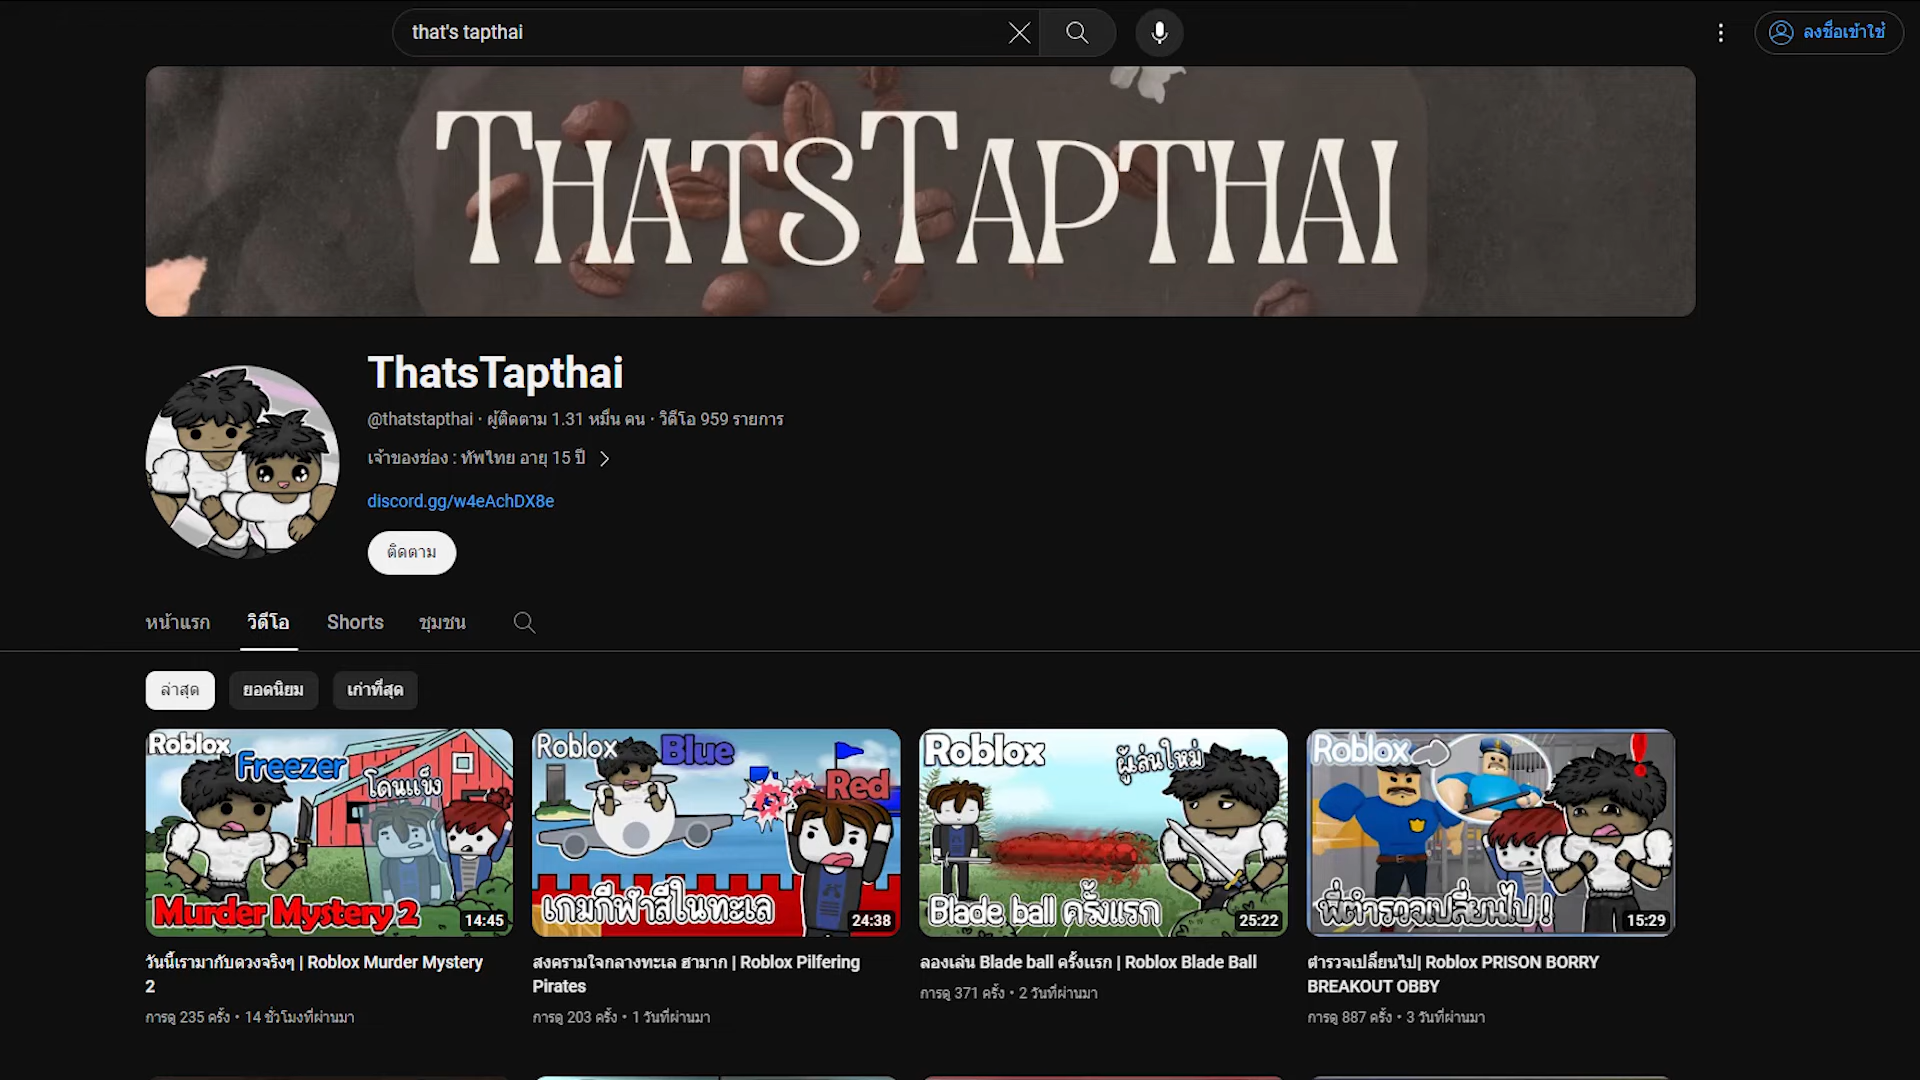 that's tapthai
ลงชื่อเข้าใช้
THATSTAPTHAI
ThatsTapthai
@thatstapthai · ผู้ติดตาม 1.31 หมื่น คน · วิดีโอ 959 รายการ
เจ้าของช่อง : ทัพไทย อายุ 15 ปี
discord.gg/w4eAchDX8e
ติดตาม
หน้าแรก วิดีโอ Shorts ชุมชน
ล่าสุด ยอดนิยม เก่าที่สุด
Roblox
Freezer
โดนแข็ง
Murder Mystery 2
14:45
Roblox
Blue
Red
เกมกีฬาสีในทะเล
24:38
Roblox
ผู้เล่นใหม่
Blade ball ครั้งแรก
25:22
Roblox
พี่ตำรวจเปลี่ยนไป !
15:29
วันนี้เรามากับดวงจริงๆ | Roblox Murder Mystery
2
การดู 235 ครั้ง • 14 ชั่วโมงที่ผ่านมา
สงครามใจกลางทะเล ฮามาก | Roblox Pilfering
Pirates
การดู 203 ครั้ง • 1 วันที่ผ่านมา
ลองเล่น Blade ball ครั้งแรก | Roblox Blade Ball
การดู 371 ครั้ง • 2 วันที่ผ่านมา
ตำรวจเปลี่ยนไป| Roblox PRISON BORRY
BREAKOUT OBBY
การดู 887 ครั้ง • 3 วันที่ผ่านมา